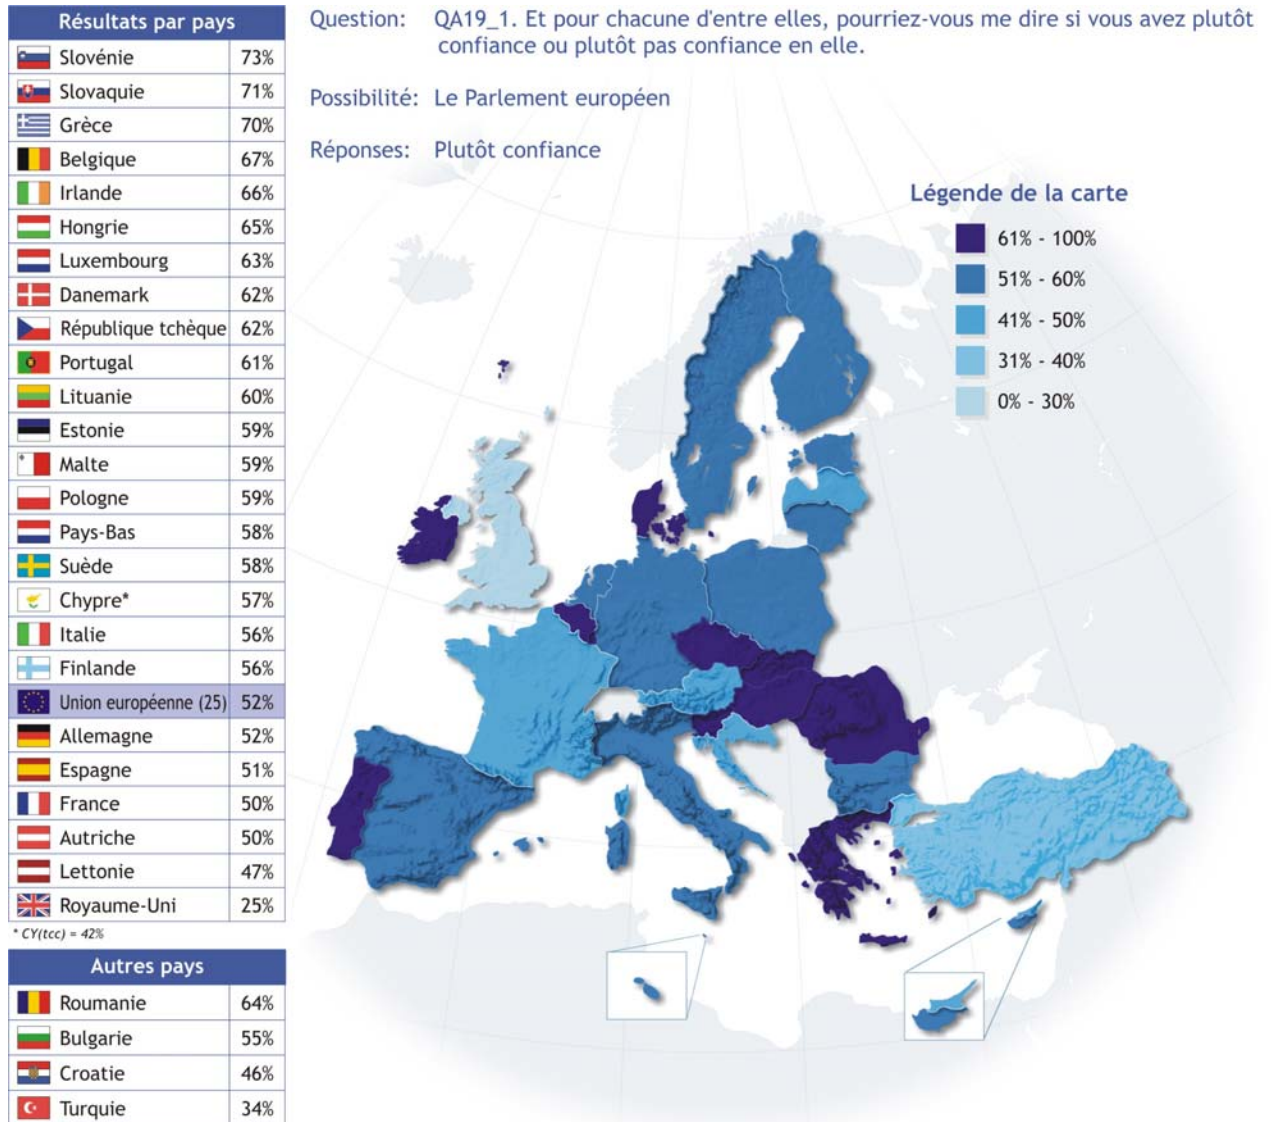 Résultats par pays
Slovénie 73%
Slovaquie 71%
Grèce 70%
Belgique 67%
Irlande 66%
Hongrie 65%
Luxembourg 63%
Danemark 62%
République tchèque 62%
Portugal 61%
Lituanie 60%
Estonie 59%
Malte 59%
Pologne 59%
Pays-Bas 58%
Suède 58%
Chypre* 57%
Italie 56%
Finlande 56%
Union européenne (25) 52%
Allemagne 52%
Espagne 51%
France 50%
Autriche 50%
Lettonie 47%
Royaume-Uni 25%
* CY(tcc) = 42%
Autres pays
Roumanie 64%
Bulgarie 55%
Croatie 46%
Turquie 34%
Question: QA19_1. Et pour chacune d'entre elles, pourriez-vous me dire si vous avez plutôt
confiance ou plutôt pas confiance en elle.
Possibilité: Le Parlement européen
Réponses: Plutôt confiance
Légende de la carte
61% - 100%
51% - 60%
41% - 50%
31% - 40%
0% - 30%